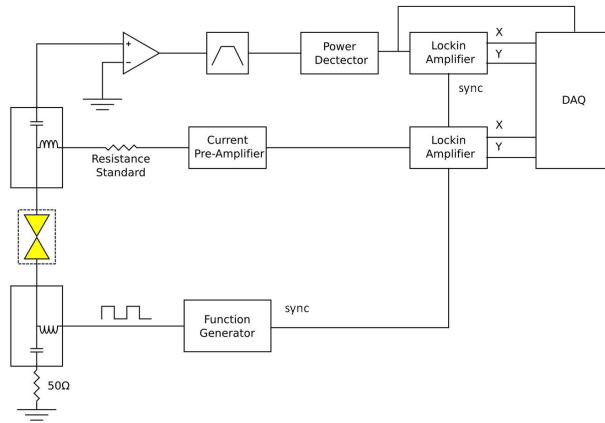 X
Power
Dectector
Lockin
Amplifier
Y
+
−
sync
DAQ
Current
Pre-Amplifier
Lockin
Amplifier
X
Y
Resistance
Standard
Function
Generator
sync
50Ω